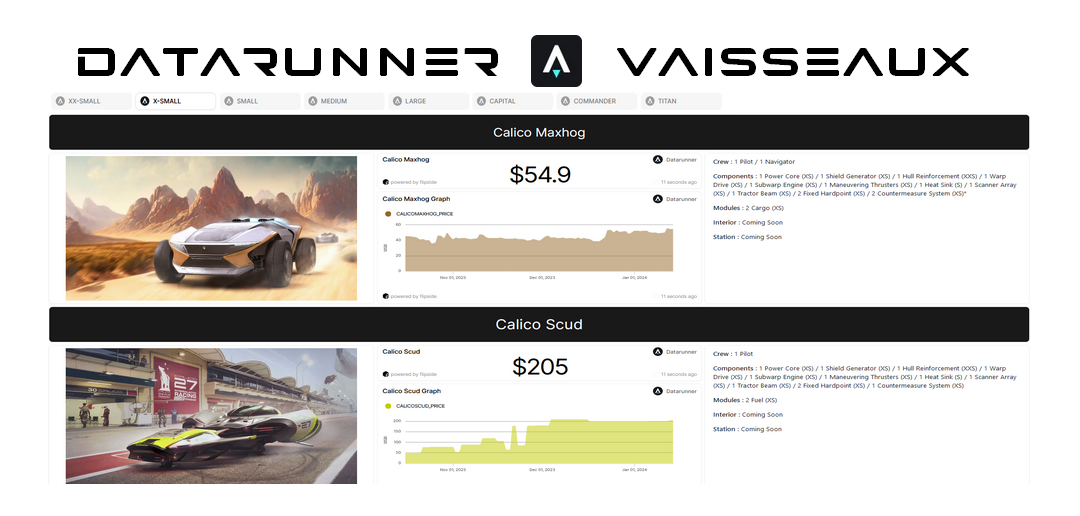 DATARUNNER VAISSEAUX
XX-SMALL X-SMALL SMALL MEDIUM LARGE CAPITAL COMMANDER TITAN
Calico Maxhog
Calico Maxhog
Datarunner
$54.9
powered by flipside
11 seconds ago
Calico Maxhog Graph
Datarunner
CALICOMAXHOG_PRICE
60
40
20
0
USD
Nov 01, 2023 Dec 01, 2023 Jan 01, 2024
powered by flipside
11 seconds ago
Crew : 1 Pilot / 1 Navigator
Components : 1 Power Core (XS) / 1 Shield Generator (XS) / 1 Hull Reinforcement (XXS) / 1 Warp
Drive (XS) / 1 Subwarp Engine (XS) / 1 Maneuvering Thrusters (XS) / 1 Heat Sink (S) / 1 Scanner Array
(XS) / 1 Tractor Beam (XS) / 2 Fixed Hardpoint (XS) / 2 Countermeasure System (XS)"
Modules : 2 Cargo (XS)
Interior : Coming Soon
Station : Coming Soon
Calico Scud
27
RACING
30
Calico Scud
Datarunner
$205
powered by flipside
11 seconds ago
Calico Scud Graph
Datarunner
CALICOSCUD_PRICE
200
150
100
50
0
USD
Nov 01, 2023 Dec 01, 2023 Jan 01, 2024
Crew : 1 Pilot
Components : 1 Power Core (XS) / 1 Shield Generator (XS) / 1 Hull Reinforcement (XXS) / 1 Warp
Drive (XS) / 1 Subwarp Engine (XS) / 1 Maneuvering Thrusters (XS) / 1 Heat Sink (S) / 1 Scanner Array
(XS) / 1 Tractor Beam (XS) / 2 Fixed Hardpoint (XS) / 1 Countermeasure System (XS)
Modules : 2 Fuel (XS)
Interior : Coming Soon
Station : Coming Soon